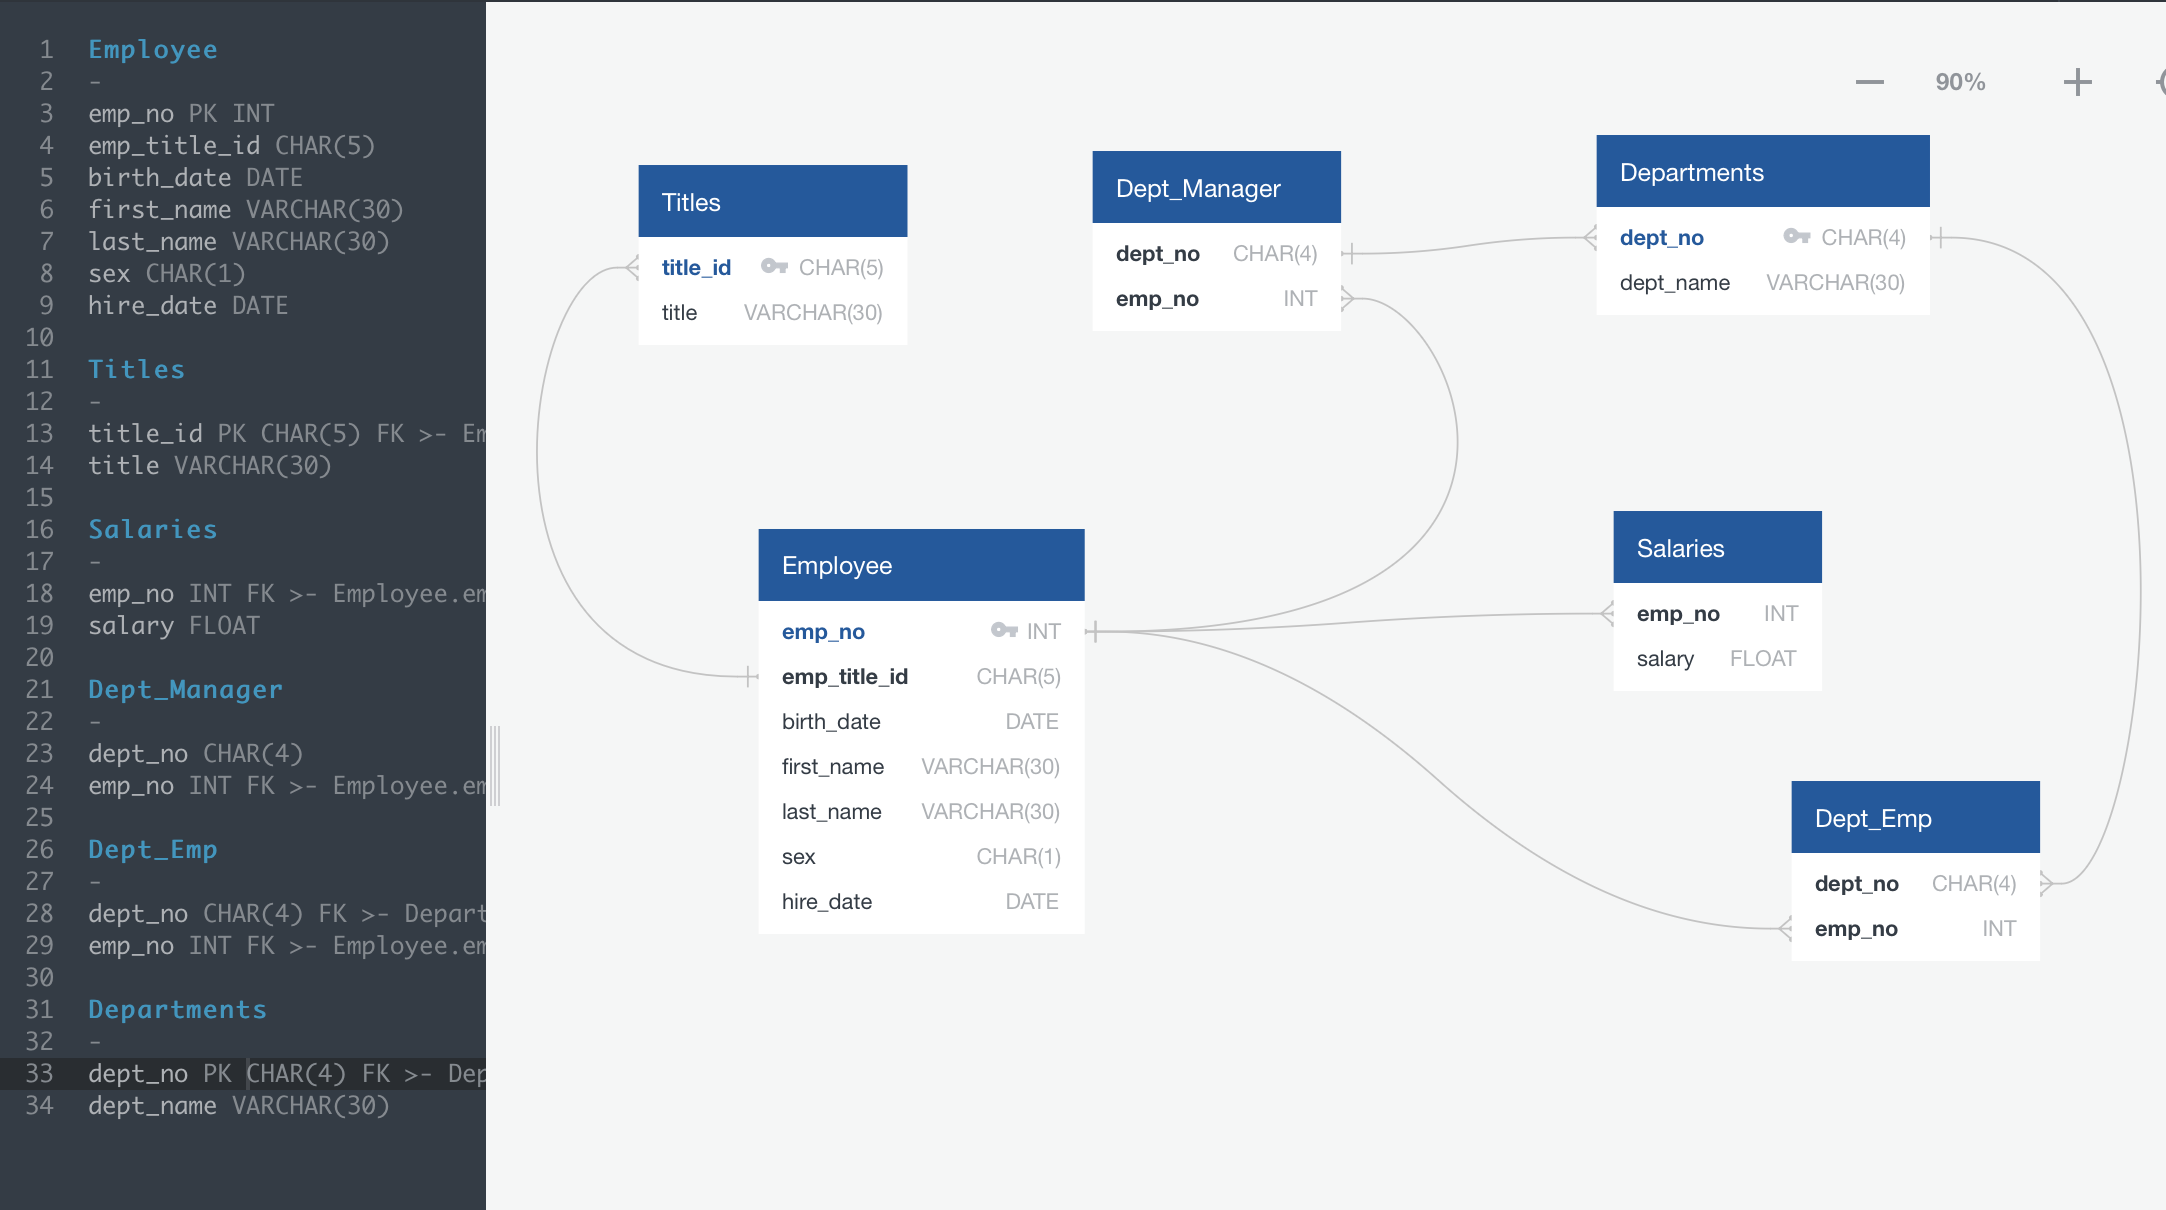 1 Employee
2 -
3 emp_no PK INT
4 emp_title_id CHAR(5)
5 birth_date DATE
6 first_name VARCHAR(30)
7 last_name VARCHAR(30)
8 sex CHAR(1)
9 hire_date DATE
10
11 Titles
12 -
13 title_id PK CHAR(5) FK >- Em
14 title VARCHAR(30)
15
16 Salaries
17 -
18 emp_no INT FK >- Employee.em
19 salary FLOAT
20
21 Dept_Manager
22 -
23 dept_no CHAR(4)
24 emp_no INT FK >- Employee.em
25
26 Dept_Emp
27 -
28 dept_no CHAR(4) FK >- Depart
29 emp_no INT FK >- Employee.em
30
31 Departments
32 -
33 dept_no PK CHAR(4) FK >- Dep
34 dept_name VARCHAR(30)
90%
Titles
title_id CHAR(5)
title VARCHAR(30)
Dept_Manager
dept_no CHAR(4)
emp_no INT
Departments
dept_no CHAR(4)
dept_name VARCHAR(30)
Employee
emp_no INT
emp_title_id CHAR(5)
birth_date DATE
first_name VARCHAR(30)
last_name VARCHAR(30)
sex CHAR(1)
hire_date DATE
Salaries
emp_no INT
salary FLOAT
Dept_Emp
dept_no CHAR(4)
emp_no INT